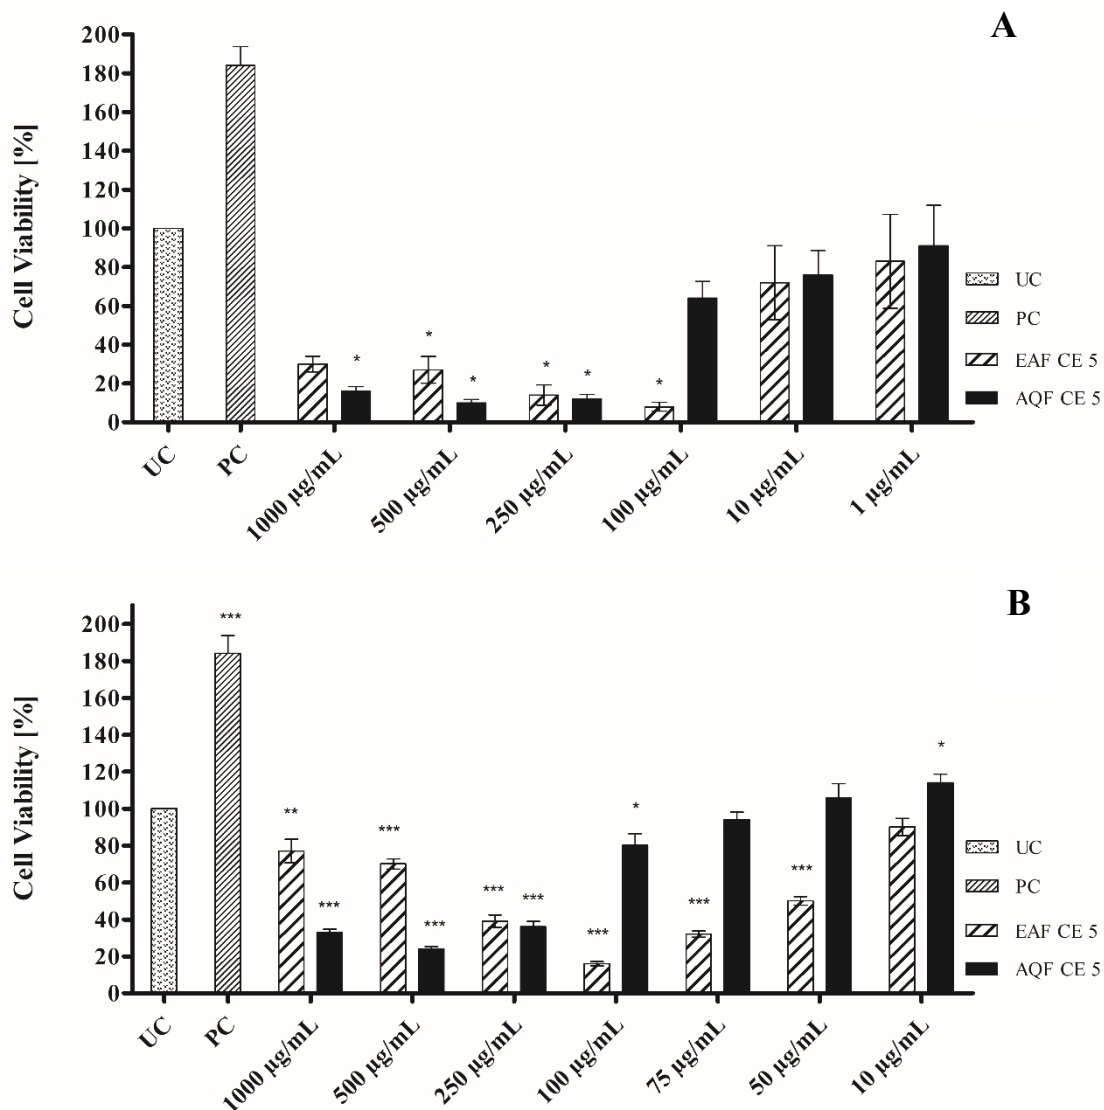 A
Cell Viability [%]
200
180
160
140
120
100
80
60
40
20
0
*
*
*
*
*
*
UC
PC
1000 µg/mL
500 µg/mL
250 µg/mL
100 µg/mL
10 µg/mL
1 µg/mL
UC
PC
EAF CE 5
AQF CE 5
B
Cell Viability [%]
200
180
160
140
120
100
80
60
40
20
0
***
**
***
***
***
***
***
***
*
***
***
*
UC
PC
1000 µg/mL
500 µg/mL
250 µg/mL
100 µg/mL
75 µg/mL
50 µg/mL
10 µg/mL
UC
PC
EAF CE 5
AQF CE 5